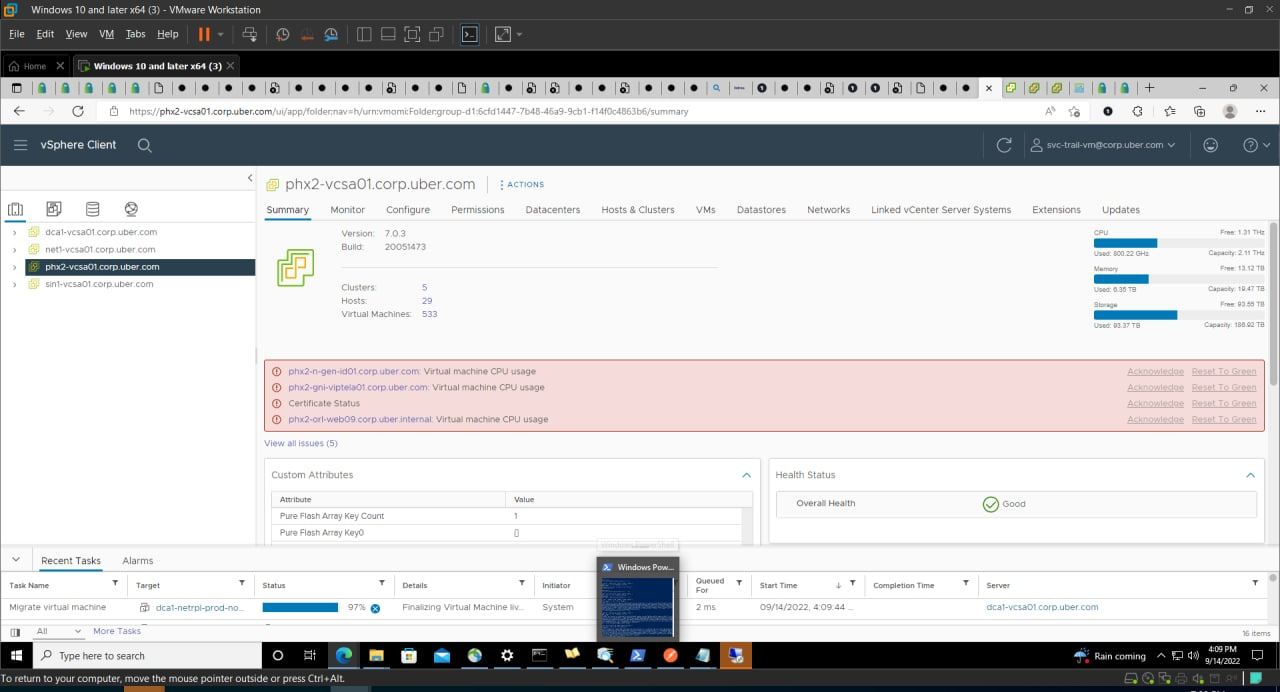 Windows 10 and later x64 (3) - VMware Workstation
File Edit View VM Tabs Help
Home Windows 10 and later x64 (3)
https://phx2-vcsa01.corp.uber.com/ui/app/folder;nav=h/urn:vmomi:Folder:group-d1:6cfd1447-7b48-46a9-9cb1-f14f0c4863b6/summary
vSphere Client svc-trail-vm@corp.uber.com
phx2-vcsa01.corp.uber.com ACTIONS
Summary Monitor Configure Permissions Datacenters Hosts & Clusters VMs Datastores Networks Linked vCenter Server Systems Extensions Updates
dca1-vcsa01.corp.uber.com
net1-vcsa01.corp.uber.com
phx2-vcsa01.corp.uber.com
sin1-vcsa01.corp.uber.com
Version: 7.0.3
Build: 20051473
Clusters: 5
Hosts: 29
Virtual Machines: 533
CPU Free: 1.31 THz
Used: 800.22 GHz Capacity: 2.11 THz
Memory Free: 13.12 TB
Used: 6.35 TB Capacity: 19.47 TB
Storage Free: 93.55 TB
Used: 93.37 TB Capacity: 186.92 TB
phx2-n-gen-id01.corp.uber.com: Virtual machine CPU usage Acknowledge Reset To Green
phx2-gni-viptela01.corp.uber.com: Virtual machine CPU usage Acknowledge Reset To Green
Certificate Status Acknowledge Reset To Green
phx2-orl-web09.corp.uber.internal: Virtual machine CPU usage Acknowledge Reset To Green
View all issues (5)
Custom Attributes
Attribute Value
Pure Flash Array Key Count 1
Pure Flash Array Key0 {}
Health Status
Overall Health Good
Windows PowerShell
Windows Pow...
Recent Tasks Alarms
Task Name Target Status Details Initiator Queued For Start Time Completion Time Server
Migrate virtual machine dca1-netrpl-prod-no... 97% Finalizing Virtual Machine liv... System 2 ms 09/14/2022, 4:09:44 ... dca1-vcsa01.corp.uber.com
All More Tasks 16 items
Type here to search Rain coming 4:09 PM
9/14/2022
To return to your computer, move the mouse pointer outside or press Ctrl+Alt.